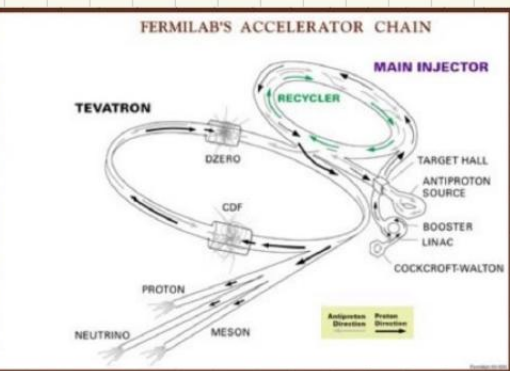 FERMILAB'S ACCELERATOR CHAIN
MAIN INJECTOR
RECYCLER
TEVATRON
DZERO
TARGET HALL
ANTIPROTON
SOURCE
CDF
BOOSTER
LINAC
COCKCROFT-WALTON
PROTON
NEUTRINO
MESON
Antiproton Proton
Direction Direction